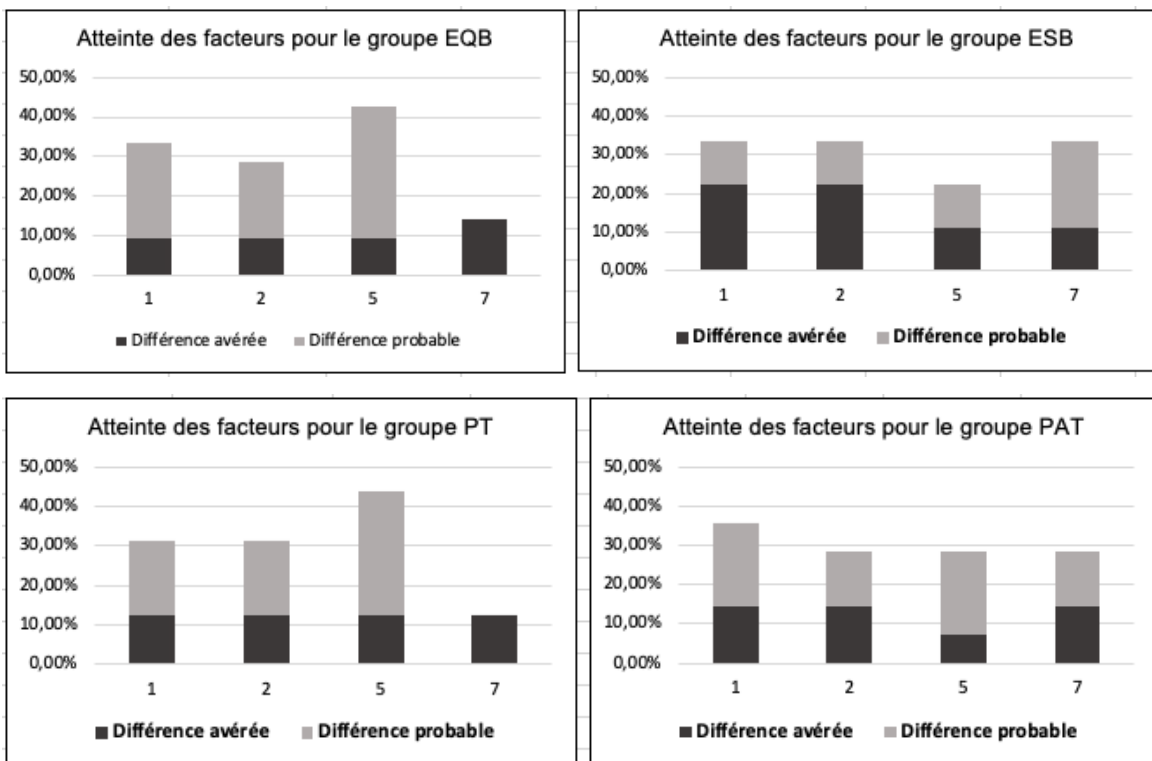 Atteinte des facteurs pour le groupe EQB
50,00%
40,00%
30,00%
20,00%
10,00%
0,00%
1 2 5 7
Différence avérée Différence probable
Atteinte des facteurs pour le groupe ESB
50,00%
40,00%
30,00%
20,00%
10,00%
0,00%
1 2 5 7
Différence avérée Différence probable
Atteinte des facteurs pour le groupe PT
50,00%
40,00%
30,00%
20,00%
10,00%
0,00%
1 2 5 7
Différence avérée Différence probable
Atteinte des facteurs pour le groupe PAT
50,00%
40,00%
30,00%
20,00%
10,00%
0,00%
1 2 5 7
Différence avérée Différence probable